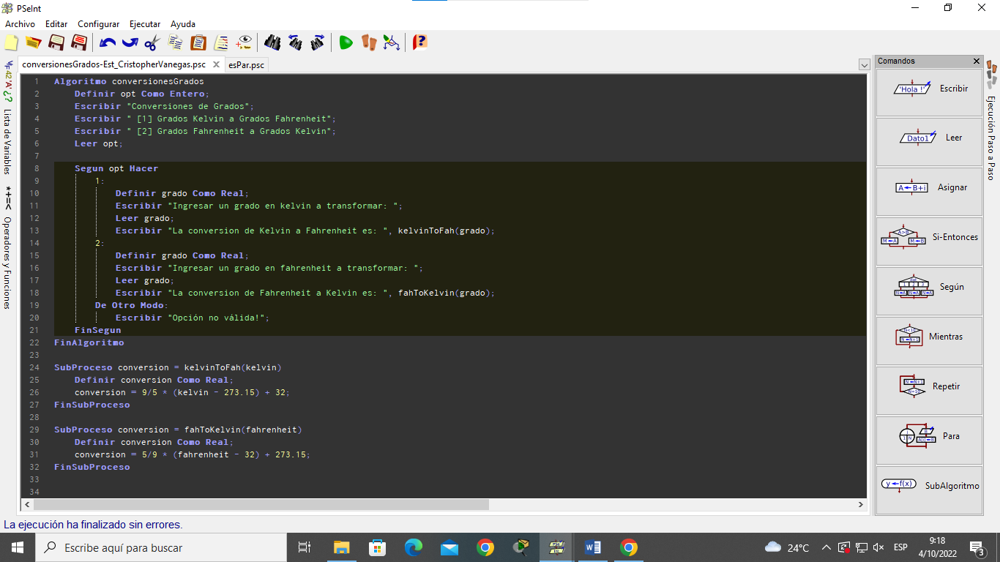 PSeInt
Archivo Editar Configurar Ejecutar Ayuda
conversionesGrados-Est_CristopherVanegas.psc
esPar.psc
42 'A' ¿?
Lista de Variables
*+=<
Operadores y Funciones
1 Algoritmo conversionesGrados
2 Definir opt Como Entero;
3 Escribir "Conversiones de Grados";
4 Escribir " [1] Grados Kelvin a Grados Fahrenheit";
5 Escribir " [2] Grados Fahrenheit a Grados Kelvin";
6 Leer opt;
7
8 Segun opt Hacer
9 1:
10 Definir grado Como Real;
11 Escribir "Ingresar un grado en kelvin a transformar: ";
12 Leer grado;
13 Escribir "La conversion de Kelvin a Fahrenheit es: ", kelvinToFah(grado);
14 2:
15 Definir grado Como Real;
16 Escribir "Ingresar un grado en fahrenheit a transformar: ";
17 Leer grado;
18 Escribir "La conversion de Fahrenheit a Kelvin es: ", fahToKelvin(grado);
19 De Otro Modo:
20 Escribir "Opción no válida!";
21 FinSegun
22 FinAlgoritmo
23
24 SubProceso conversion = kelvinToFah(kelvin)
25 Definir conversion Como Real;
26 conversion = 9/5 * (kelvin - 273.15) + 32;
27 FinSubProceso
28
29 SubProceso conversion = fahToKelvin(fahrenheit)
30 Definir conversion Como Real;
31 conversion = 5/9 * (fahrenheit - 32) + 273.15;
32 FinSubProceso
33
34
Comandos
'Hola !' Escribir
Dato1 Leer
A←B+i Asignar
Si-Entonces
Según
Mientras
Repetir
Para
y←f(x) SubAlgoritmo
Ejecución Paso a Paso
La ejecución ha finalizado sin errores.
Escribe aquí para buscar
24°C
ESP
9:18
4/10/2022
3